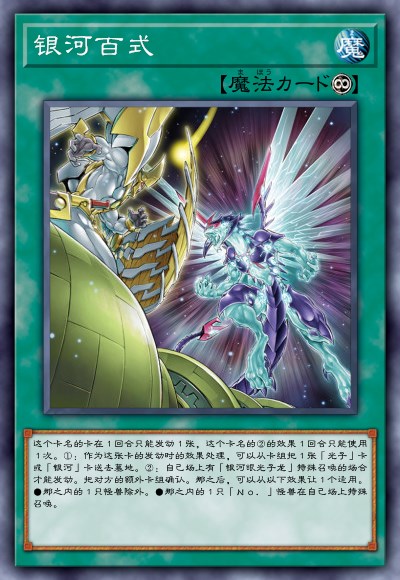 银河百式
魔
【魔法カード】
まほう
这个卡名的卡在1回合只能发动1张，这个卡名的②的效果1回合只能使用
1次。①：作为这张卡的发动时的效果处理，可以从卡组把1张「光子」卡
或「银河」卡送去墓地。②：自己场上有「银河眼光子龙」特殊召唤的场合
才能发动。把对方的额外卡组确认。那之后，可以从以下效果让1个适用。
●那之内的1只怪兽除外。●那之内的1只「No．」怪兽在自己场上特殊
召唤。